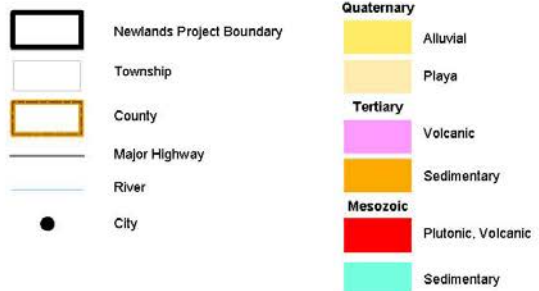 Newlands Project Boundary
Township
County
Major Highway
River
City
Quaternary
Alluvial
Playa
Tertiary
Volcanic
Sedimentary
Mesozoic
Plutonic, Volcanic
Sedimentary